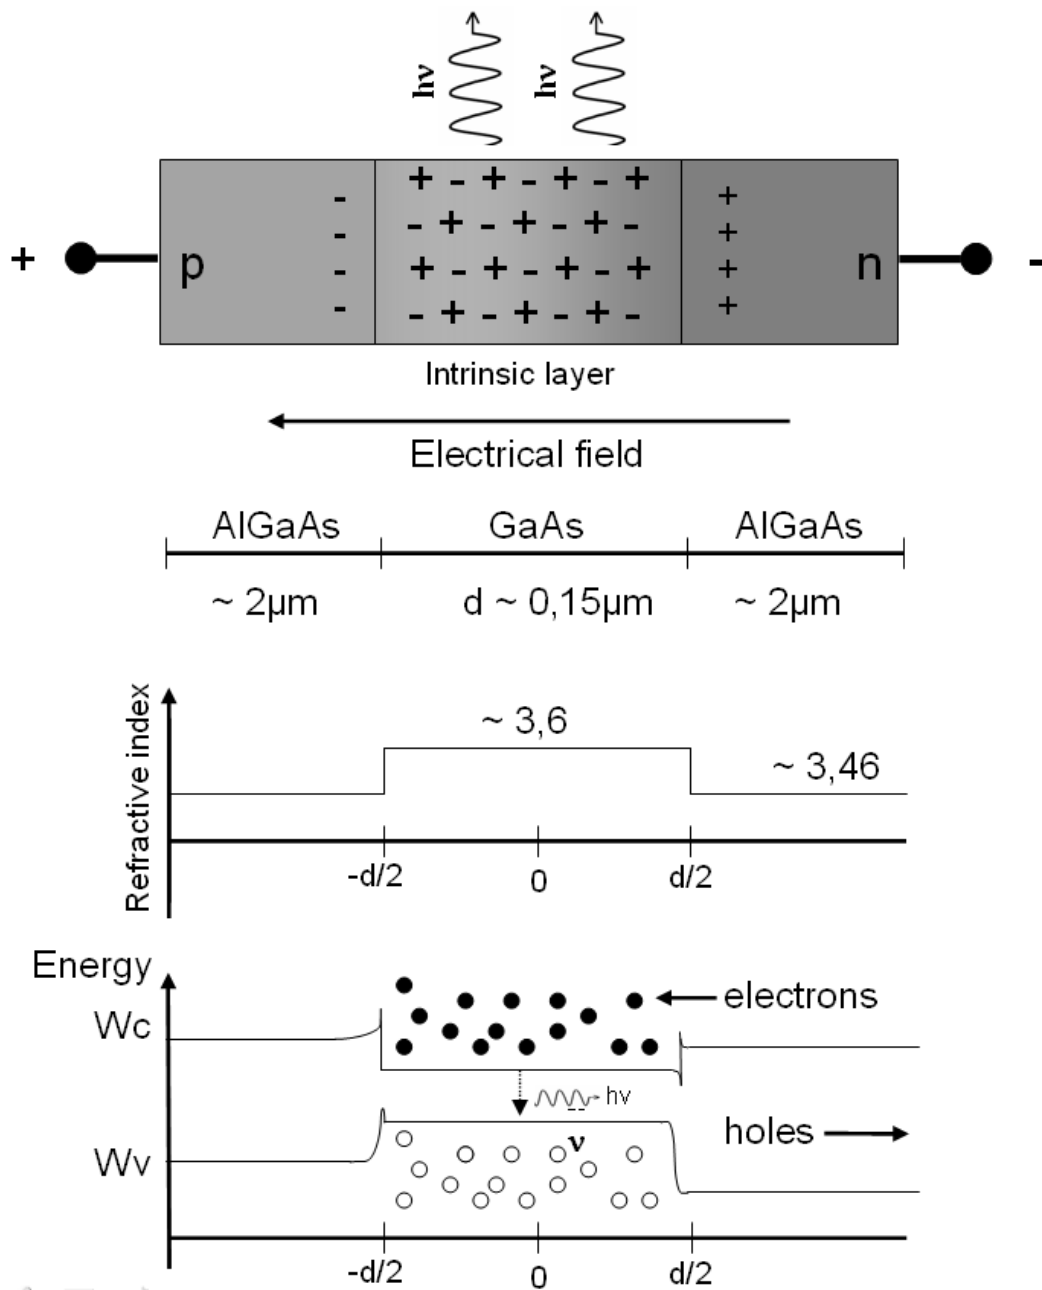 hν hν
+ p n -
- + - + - + - +
- + - + - + - +
- + - + - + - +
- + - + - + - +
Intrinsic layer
Electrical field
AlGaAs GaAs AlGaAs
~ 2µm d ~ 0,15µm ~ 2µm
Refractive index
~ 3,6
~ 3,46
-d/2 0 d/2
Energy
electrons
Wc
hν
holes
ν
Wv
-d/2 0 d/2